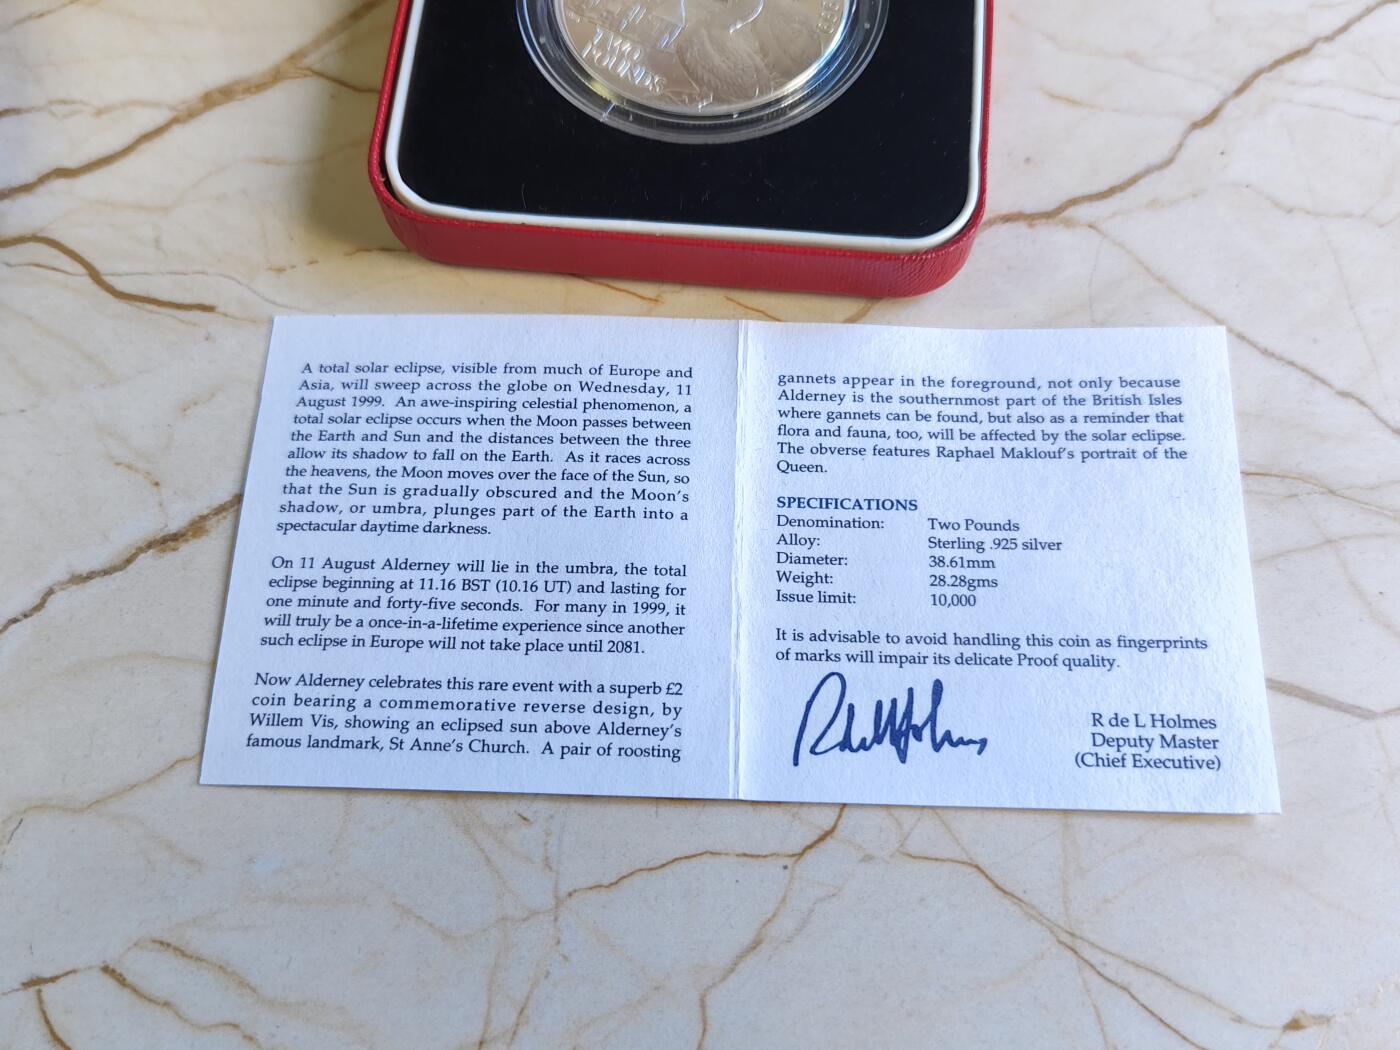 TWO
POUNDS
A total solar eclipse, visible from much of Europe and
Asia, will sweep across the globe on Wednesday, 11
August 1999. An awe-inspiring celestial phenomenon, a
total solar eclipse occurs when the Moon passes between
the Earth and Sun and the distances between the three
allow its shadow to fall on the Earth. As it races across
the heavens, the Moon moves over the face of the Sun, so
that the Sun is gradually obscured and the Moon's
shadow, or umbra, plunges part of the Earth into a
spectacular daytime darkness.
On 11 August Alderney will lie in the umbra, the total
eclipse beginning at 11.16 BST (10.16 UT) and lasting for
one minute and forty-five seconds. For many in 1999, it
will truly be a once-in-a-lifetime experience since another
such eclipse in Europe will not take place until 2081.
Now Alderney celebrates this rare event with a superb £2
coin bearing a commemorative reverse design, by
Willem Vis, showing an eclipsed sun above Alderney's
famous landmark, St Anne's Church. A pair of roosting
gannets appear in the foreground, not only because
Alderney is the southernmost part of the British Isles
where gannets can be found, but also as a reminder that
flora and fauna, too, will be affected by the solar eclipse.
The obverse features Raphael Maklouf's portrait of the
Queen.
SPECIFICATIONS
Denomination: Two Pounds
Alloy: Sterling .925 silver
Diameter: 38.61mm
Weight: 28.28gms
Issue limit: 10,000
It is advisable to avoid handling this coin as fingerprints
of marks will impair its delicate Proof quality.
R de L Holmes
Deputy Master
(Chief Executive)